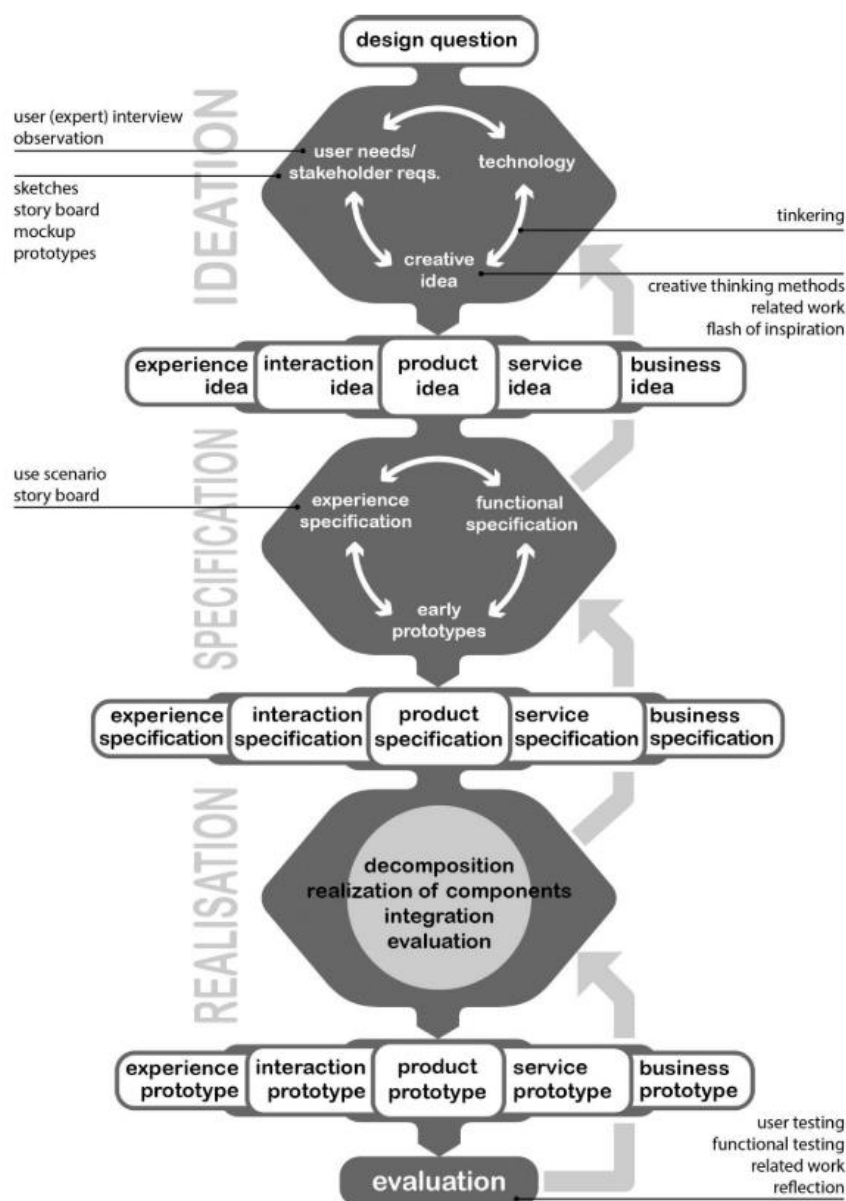 design question
IDEATION
user (expert) interview
observation
sketches
story board
mockup
prototypes
user needs/
stakeholder reqs.
technology
creative
idea
tinkering
creative thinking methods
related work
flash of inspiration
experience
idea
interaction
idea
product
idea
service
idea
business
idea
SPECIFICATION
use scenario
story board
experience
specification
functional
specification
early
prototypes
experience
specification
interaction
specification
product
specification
service
specification
business
specification
REALISATION
decomposition
realization of components
integration
evaluation
experience
prototype
interaction
prototype
product
prototype
service
prototype
business
prototype
evaluation
user testing
functional testing
related work
reflection